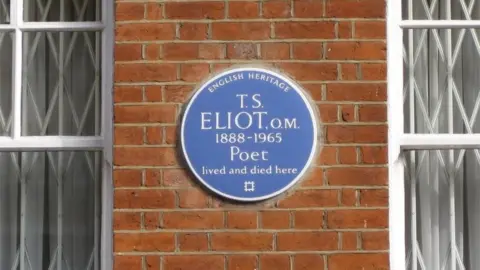 ENGLISH HERITAGE
T.S.
ELIOT, O.M.
1888-1965
Poet
lived and died here